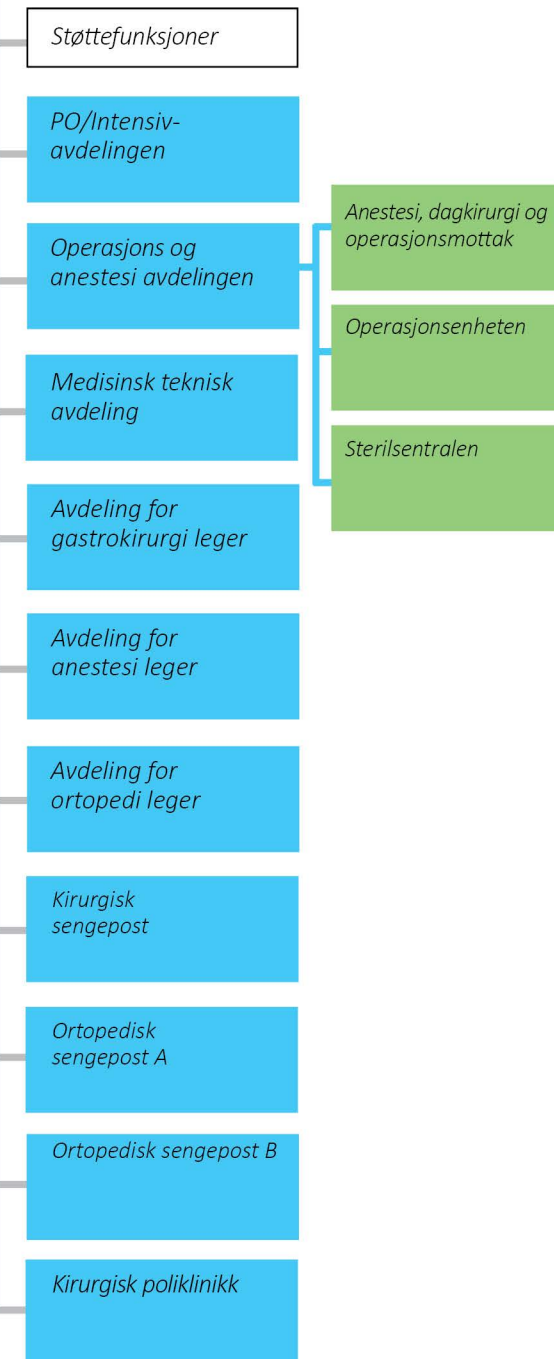 Støttefunksjoner
PO/Intensiv-
avdelingen
Operasjons og
anestesi avdelingen
Anestesi, dagkirurgi og
operasjonsmottak
Operasjonsenheten
Sterilsentralen
Medisinsk teknisk
avdeling
Avdeling for
gastrokirurgi leger
Avdeling for
anestesi leger
Avdeling for
ortopedi leger
Kirurgisk
sengepost
Ortopedisk
sengepost A
Ortopedisk sengepost B
Kirurgisk poliklinikk